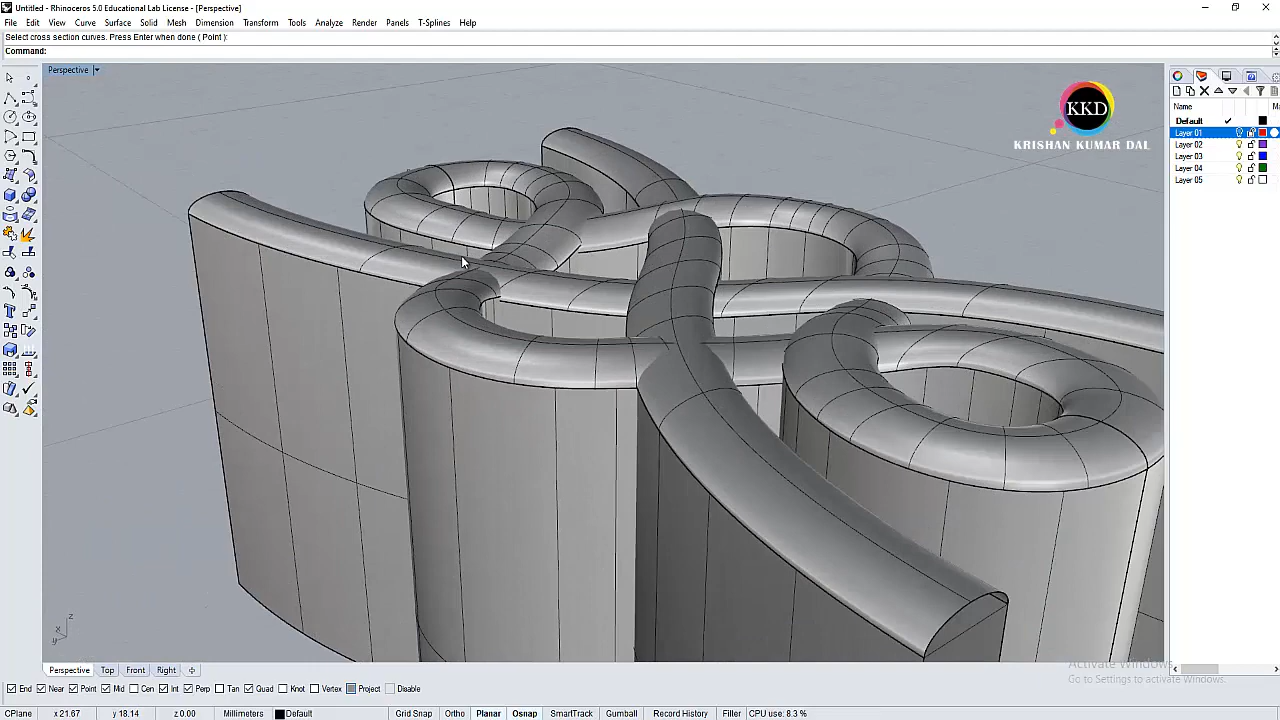 Untitled - Rhinoceros 5.0 Educational Lab License - [Perspective]
File Edit View Curve Surface Solid Mesh Dimension Transform Tools Analyze Render Panels T-Splines Help
Select cross section curves. Press Enter when done ( Point ):
Command:
Perspective
KKD
KRISHAN KUMAR DAL
Name M
Default
Layer 01
Layer 02
Layer 03
Layer 04
Layer 05
z
x
y
Perspective Top Front Right
Activate Windows
Go to Settings to activate Windows.
End Near Point Mid Cen Int Perp Tan Quad Knot Vertex Project Disable
CPlane x 21.67 y 18.14 z 0.00 Millimeters Default Grid Snap Ortho Planar Osnap SmartTrack Gumball Record History Filter CPU use: 8.3 %